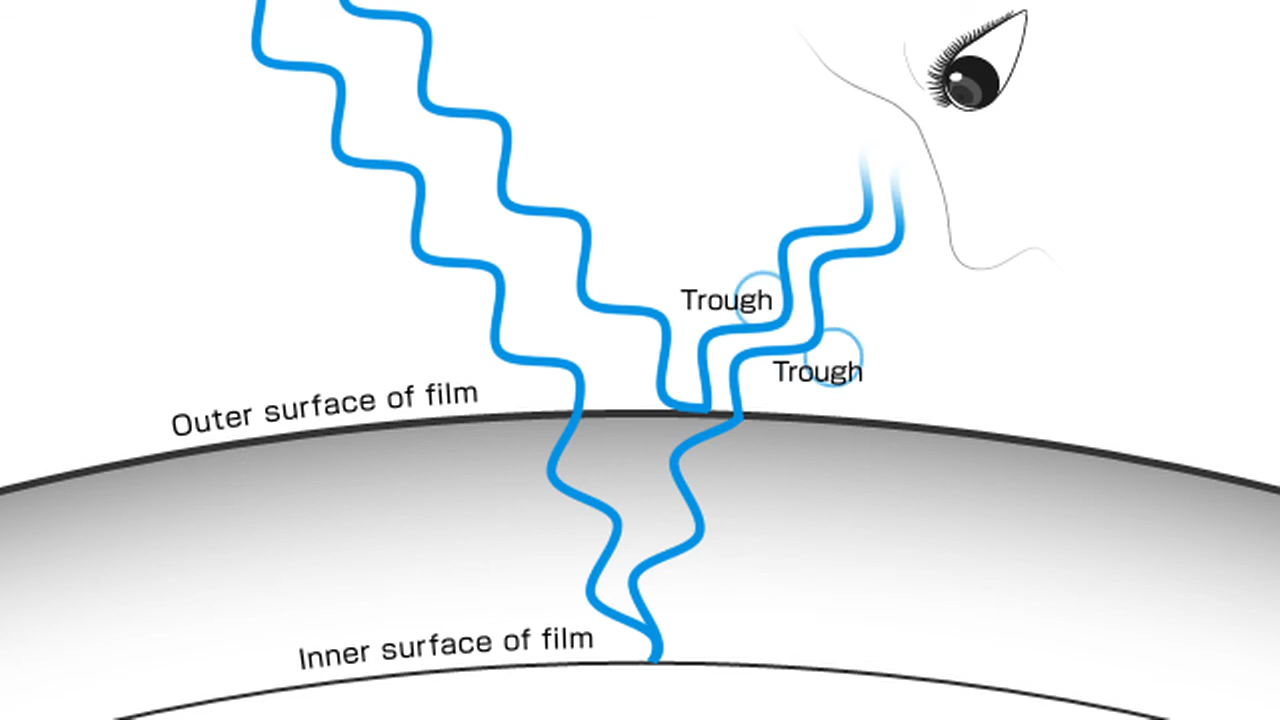 Trough
Trough
Outer surface of film
Inner surface of film